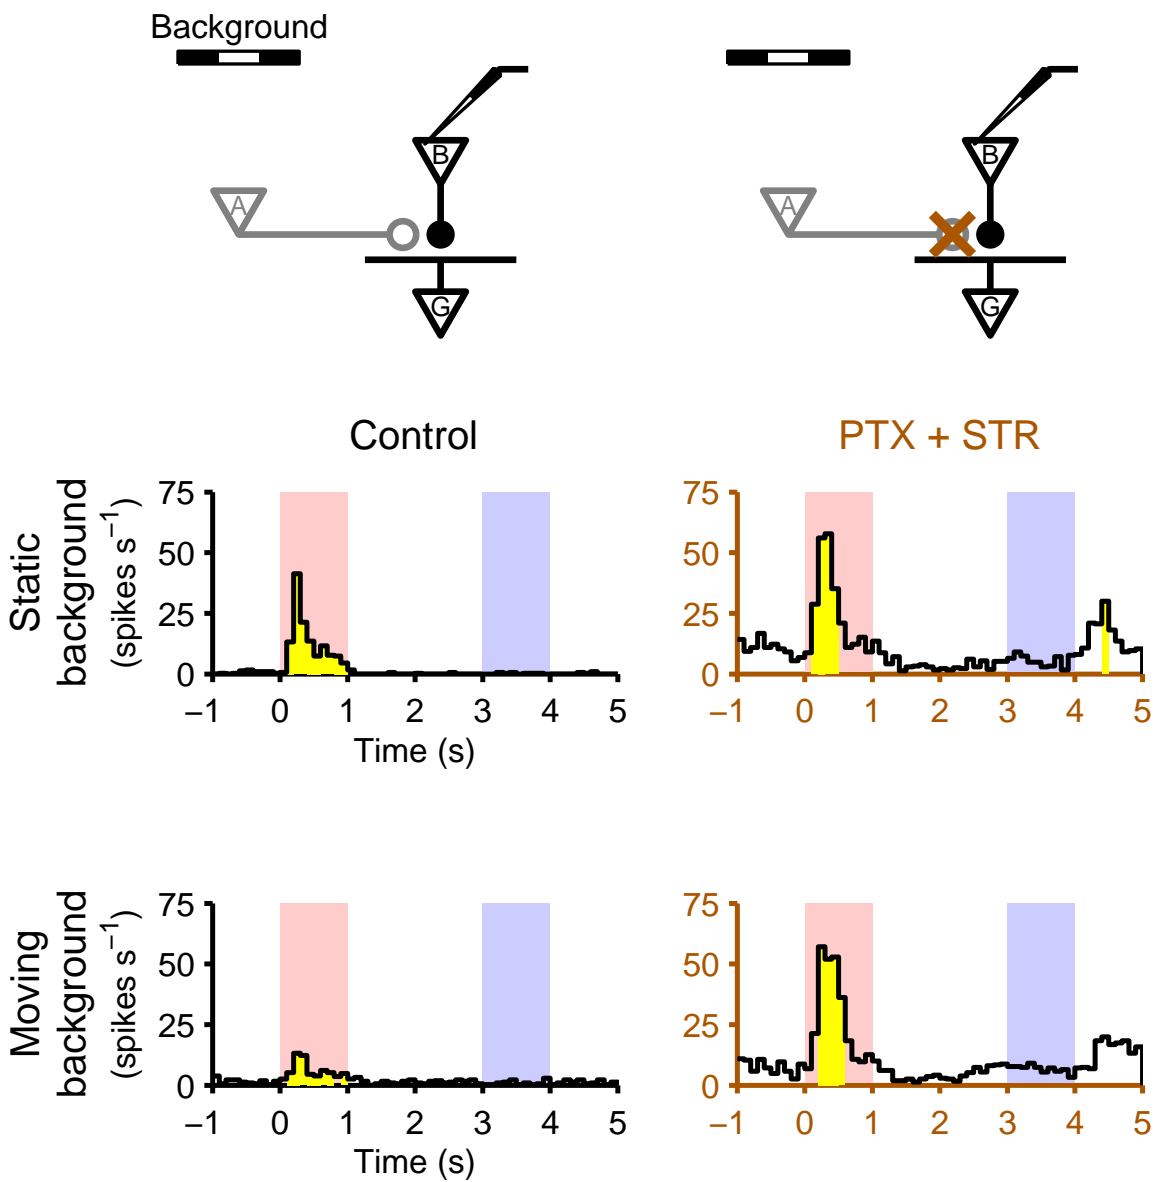 Background
B
B
A
A
G
G
Control
PTX + STR
Static
background
(spikes s⁻¹)
75
50
25
0
−1 0 1 2 3 4 5
Time (s)
75
50
25
0
−1 0 1 2 3 4 5
Moving
background
(spikes s⁻¹)
75
50
25
0
−1 0 1 2 3 4 5
Time (s)
75
50
25
0
−1 0 1 2 3 4 5